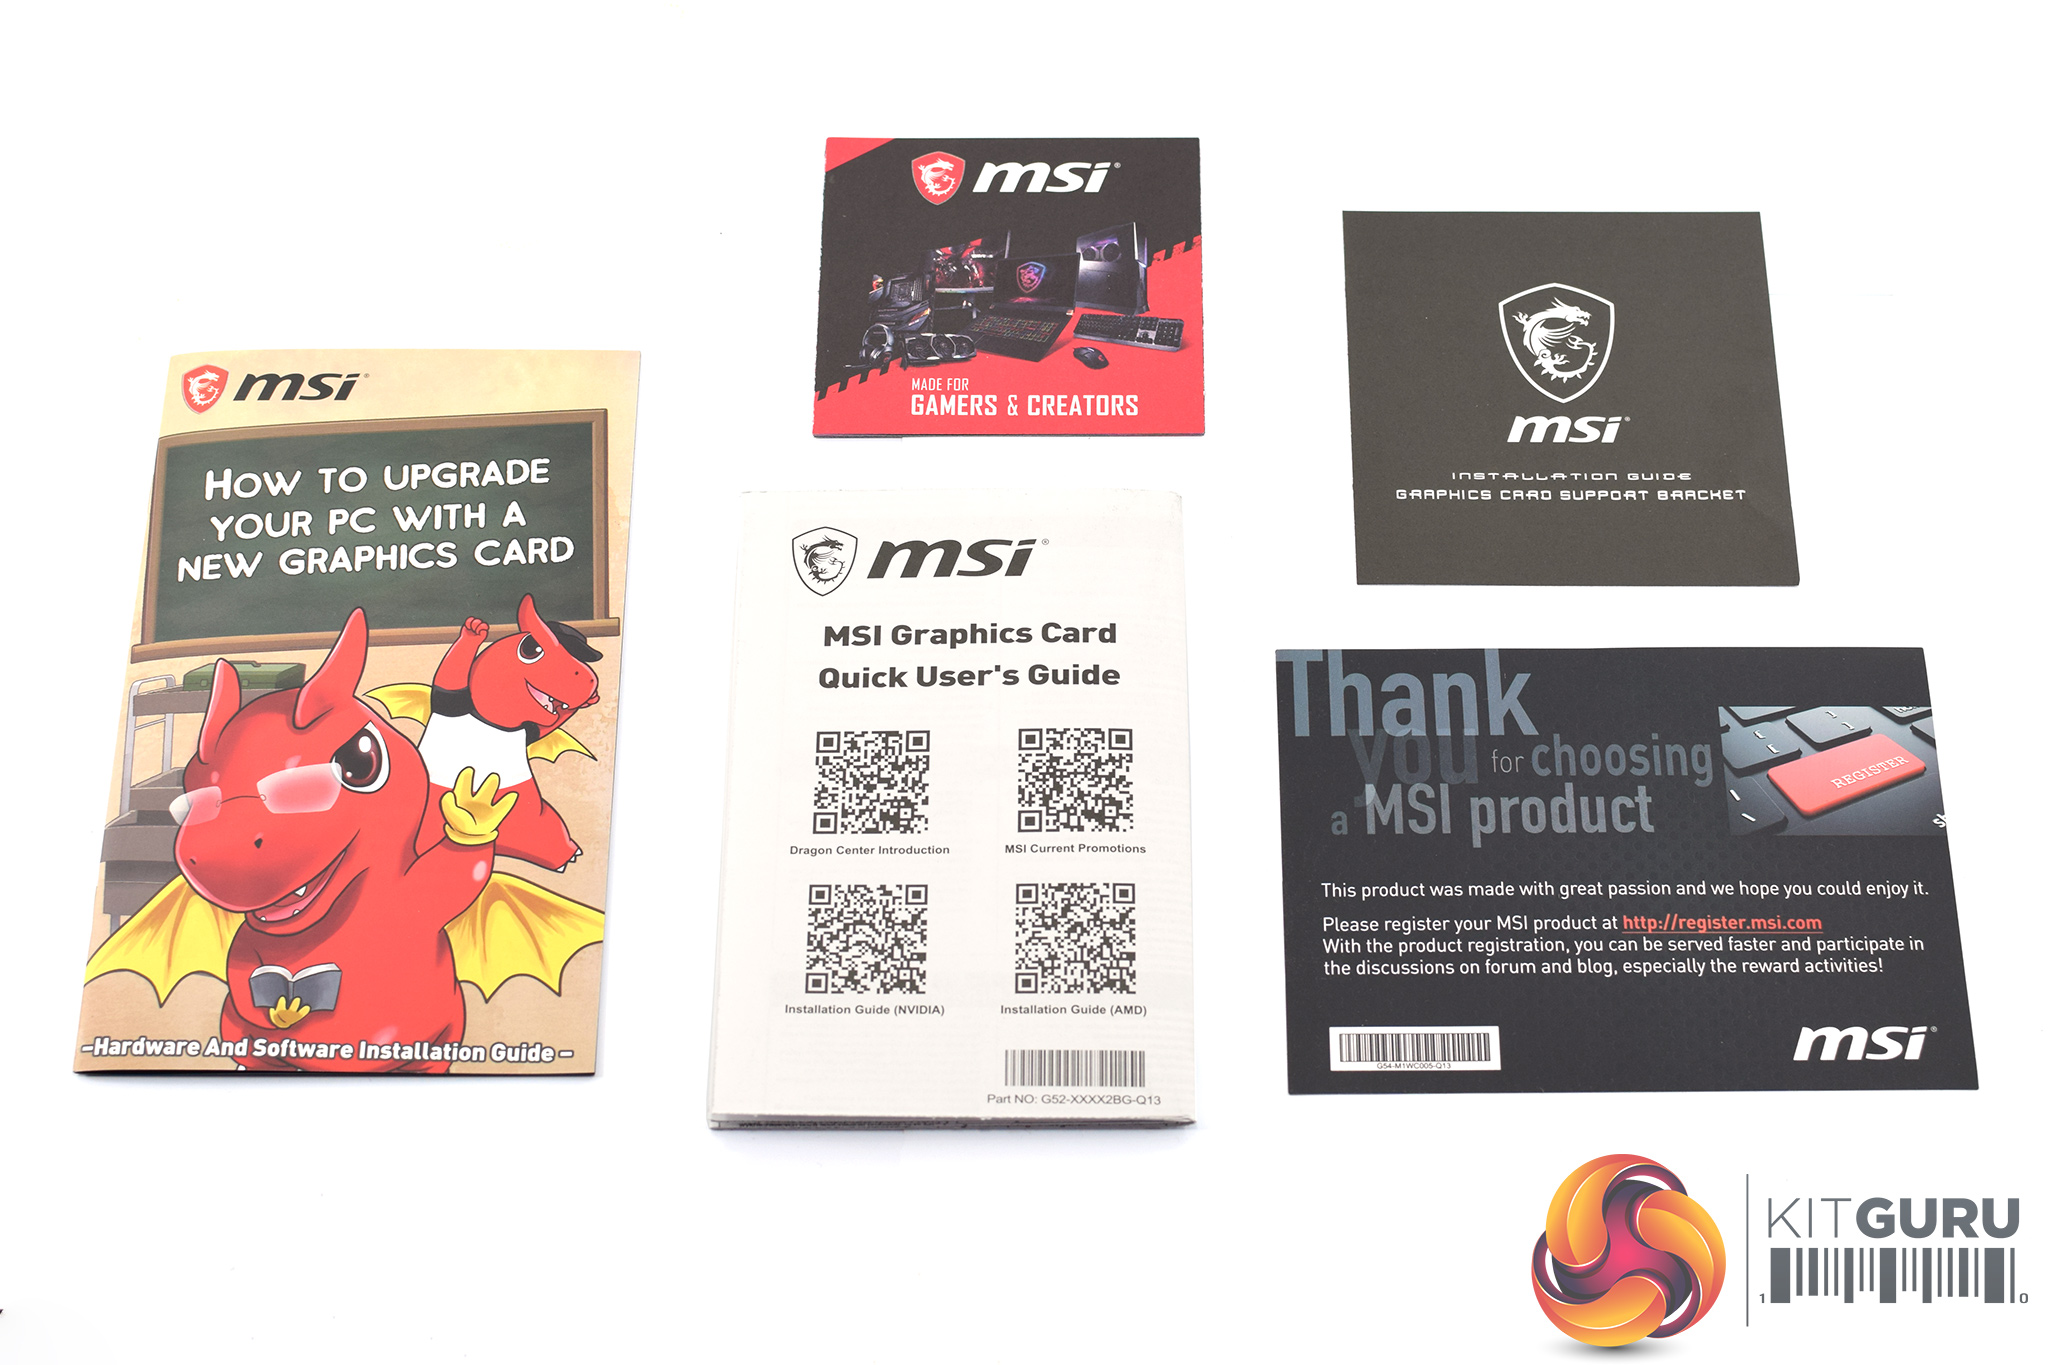 msi
HOW TO UPGRADE
YOUR PC WITH A
NEW GRAPHICS CARD
-Hardware And Software Installation Guide-
msi
MADE FOR
GAMERS & CREATORS
msi
MSI Graphics Card
Quick User's Guide
Dragon Center Introduction
MSI Current Promotions
Installation Guide (NVIDIA)
Installation Guide (AMD)
Part NO: G52-XXXX2BG-Q13
msi
INSTALLATION GUIDE
GRAPHICS CARD SUPPORT BRACKET
Thank
you for choosing
a MSI product
REGISTER
This product was made with great passion and we hope you could enjoy it.
Please register your MSI product at http://register.msi.com
With the product registration, you can be served faster and participate in
the discussions on forum and blog, especially the reward activities!
G54-M1WC005-Q13
msi
KITGURU
1 0